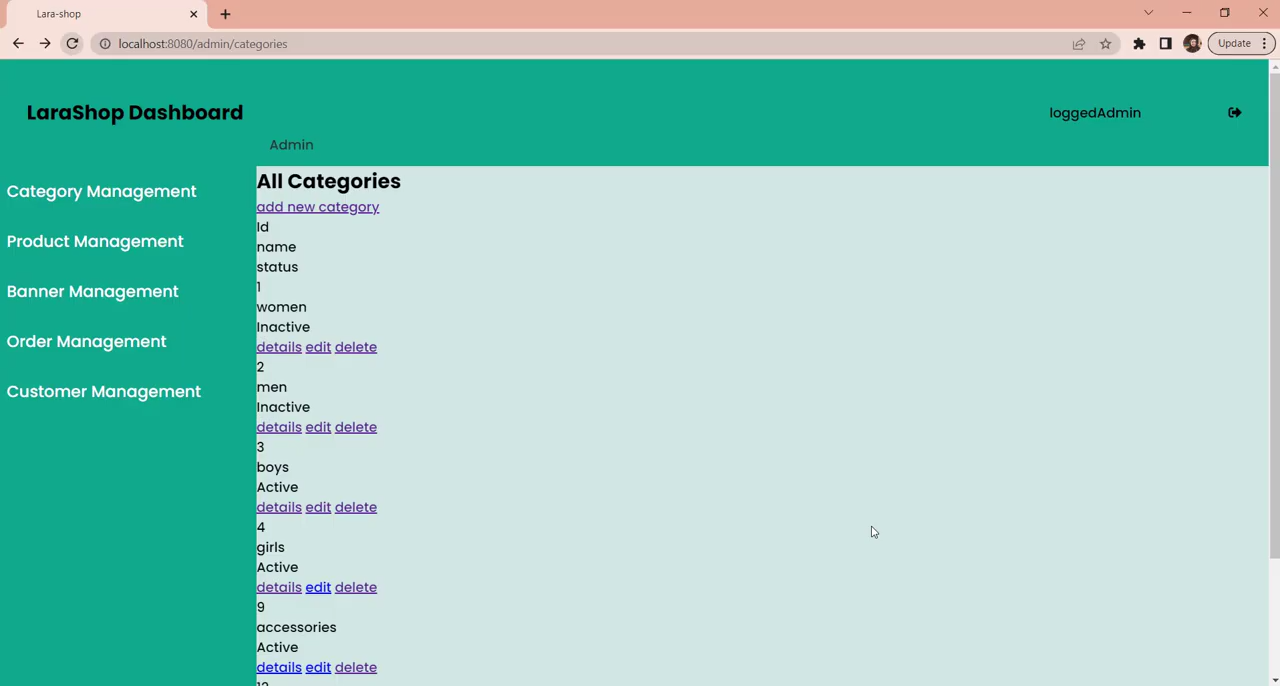 Lara-shop
localhost:8080/admin/categories
Update
LaraShop Dashboard
loggedAdmin
Admin
Category Management
Product Management
Banner Management
Order Management
Customer Management
All Categories
add new category
Id
name
status
1
women
Inactive
details edit delete
2
men
Inactive
details edit delete
3
boys
Active
details edit delete
4
girls
Active
details edit delete
9
accessories
Active
details edit delete